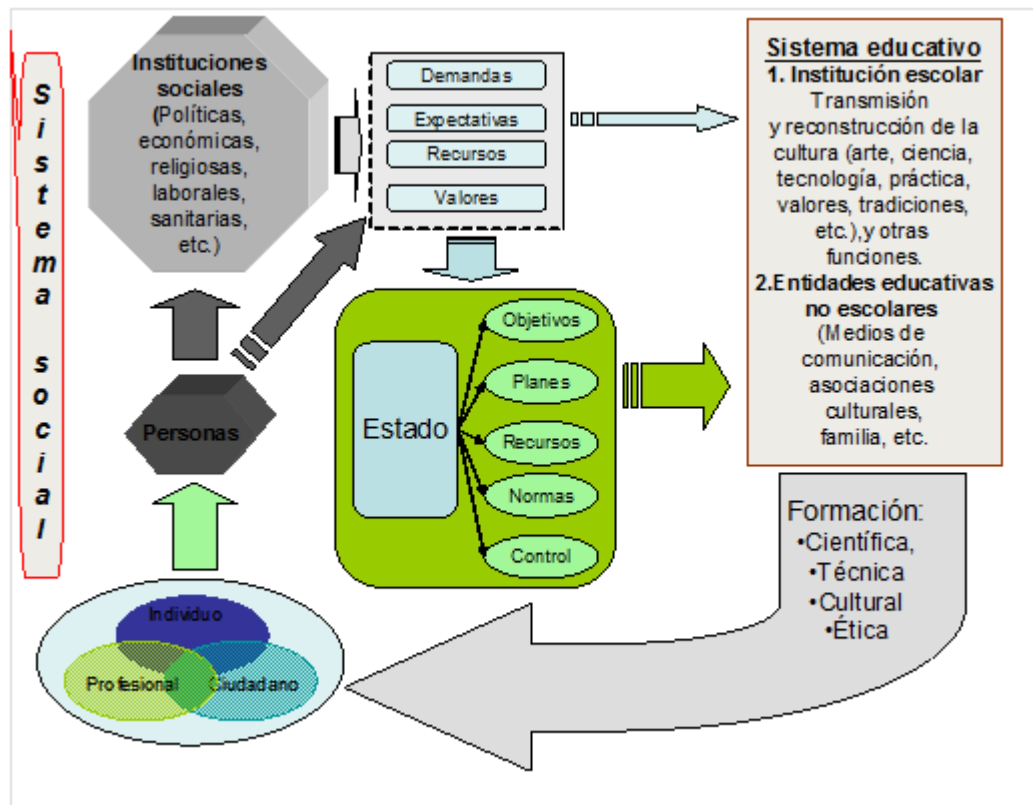 Sistema social
Instituciones
sociales
(Políticas,
económicas,
religiosas,
laborales,
sanitarias,
etc.)
Personas
Individuo
Profesional
Ciudadano
Demandas
Expectativas
Recursos
Valores
Estado
Objetivos
Planes
Recursos
Normas
Control
Sistema educativo
1. Institución escolar
Transmisión
y reconstrucción de la
cultura (arte, ciencia,
tecnología, práctica,
valores, tradiciones,
etc.),y otras
funciones.
2.Entidades educativas
no escolares
(Medios de
comunicación,
asociaciones
culturales,
familia, etc.
Formación:
•Científica,
•Técnica
•Cultural
•Ética